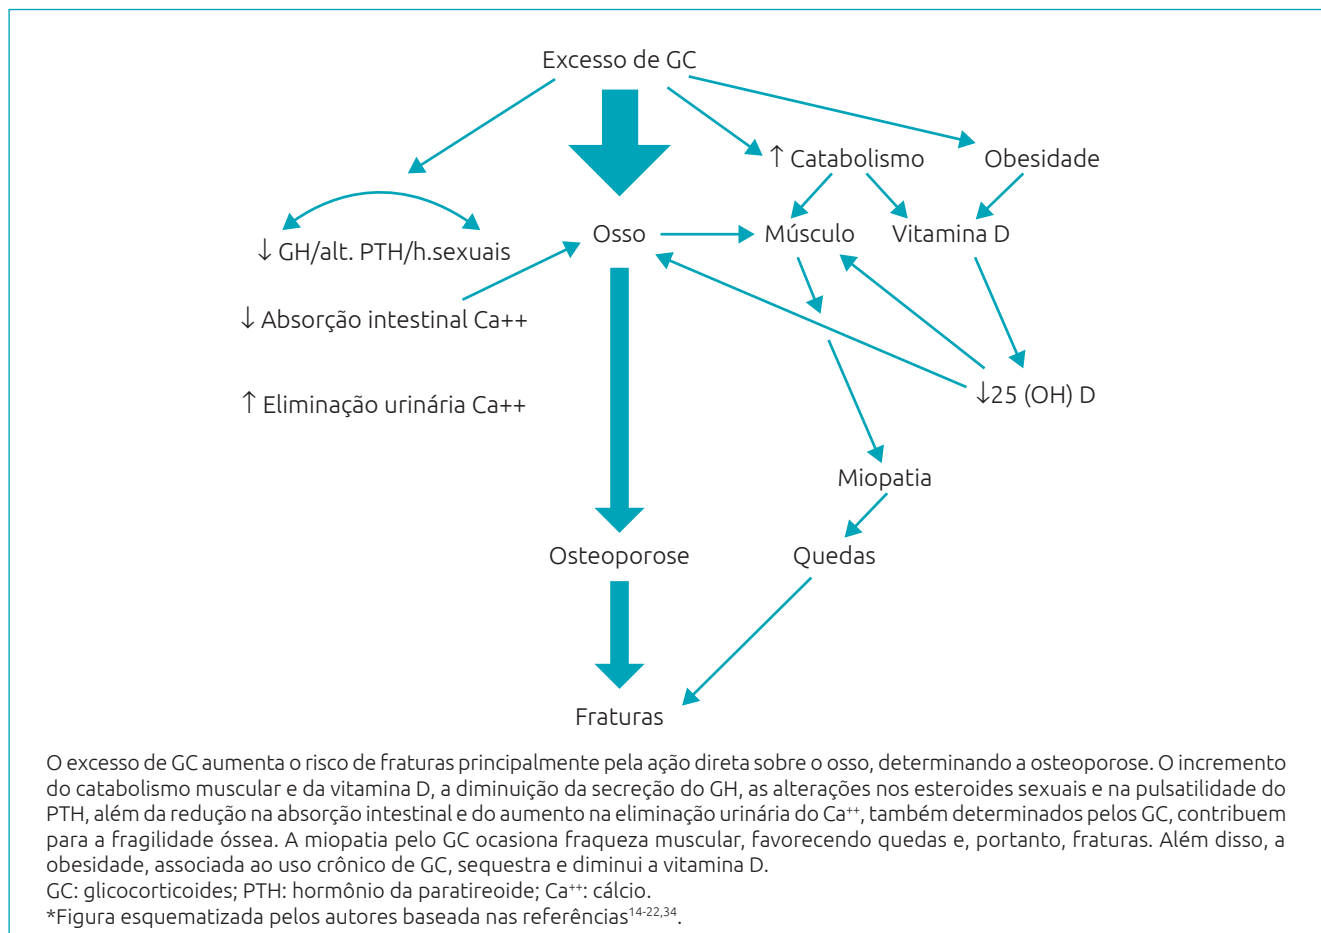 Excesso de GC
↑ Catabolismo
Obesidade
↓ GH/alt. PTH/h.sexuais
Osso
Músculo
Vitamina D
↓ Absorção intestinal Ca++
↑ Eliminação urinária Ca++
↓25 (OH) D
Miopatia
Osteoporose
Quedas
Fraturas
O excesso de GC aumenta o risco de fraturas principalmente pela ação direta sobre o osso, determinando a osteoporose. O incremento
do catabolismo muscular e da vitamina D, a diminuição da secreção do GH, as alterações nos esteroides sexuais e na pulsatilidade do
PTH, além da redução na absorção intestinal e do aumento na eliminação urinária do Ca⁺⁺, também determinados pelos GC, contribuem
para a fragilidade óssea. A miopatia pelo GC ocasiona fraqueza muscular, favorecendo quedas e, portanto, fraturas. Além disso, a
obesidade, associada ao uso crônico de GC, sequestra e diminui a vitamina D.
GC: glicocorticoides; PTH: hormônio da paratireoide; Ca⁺⁺: cálcio.
*Figura esquematizada pelos autores baseada nas referências¹⁴⁻²²,³⁴.